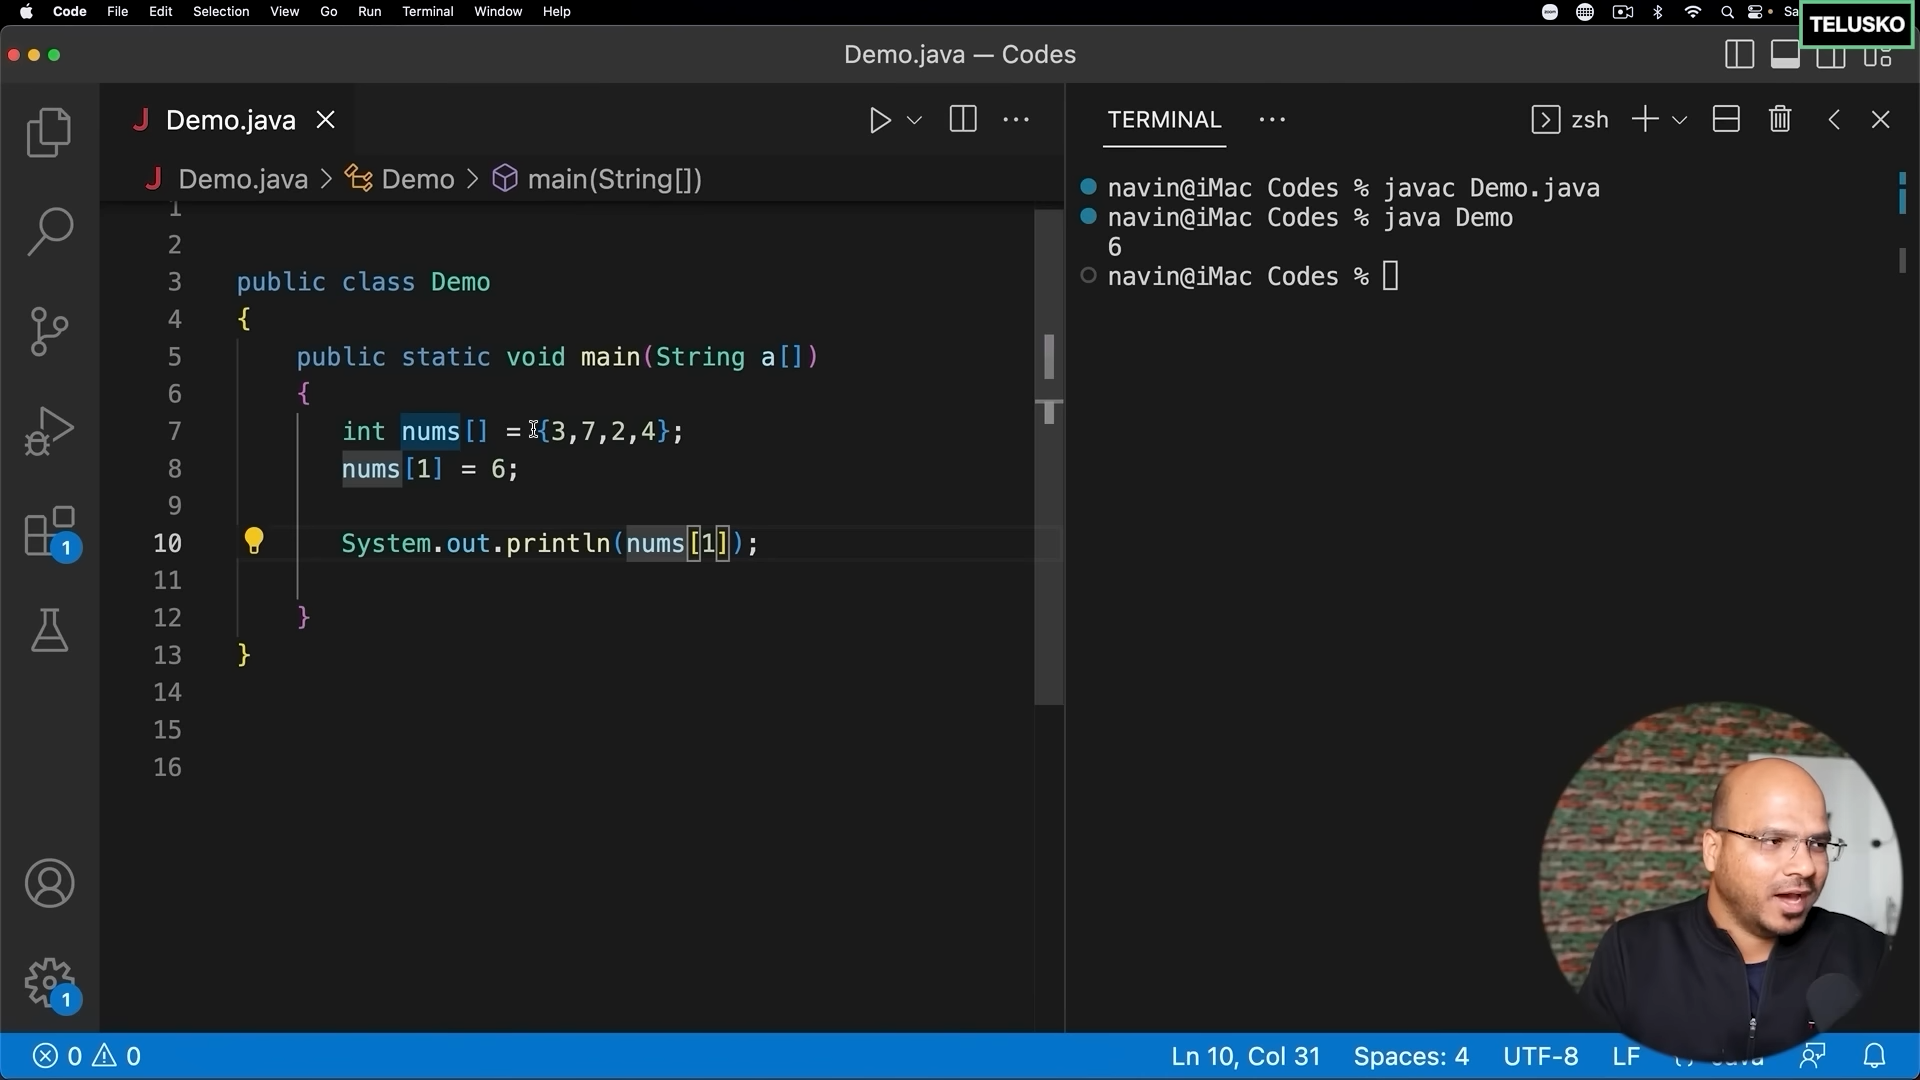 Code File Edit Selection View Go Run Terminal Window Help
TELUSKO
Demo.java — Codes
Demo.java
TERMINAL
zsh
Demo.java > Demo > main(String[])
1
2
3 public class Demo
4 {
5 public static void main(String a[])
6 {
7 int nums[] = {3,7,2,4};
8 nums[1] = 6;
9
10 System.out.println(nums[1]);
11
12 }
13 }
14
15
16
navin@iMac Codes % javac Demo.java
navin@iMac Codes % java Demo
6
navin@iMac Codes %
1
1
0 0
Ln 10, Col 31 Spaces: 4 UTF-8 LF